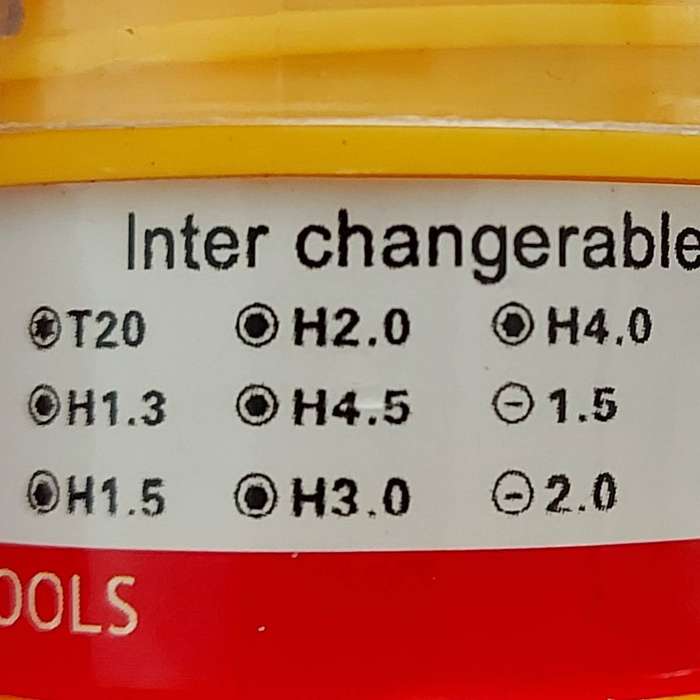 Inter changerable
T20 H2.0 H4.0
H1.3 H4.5 1.5
H1.5 H3.0 2.0
OOLS